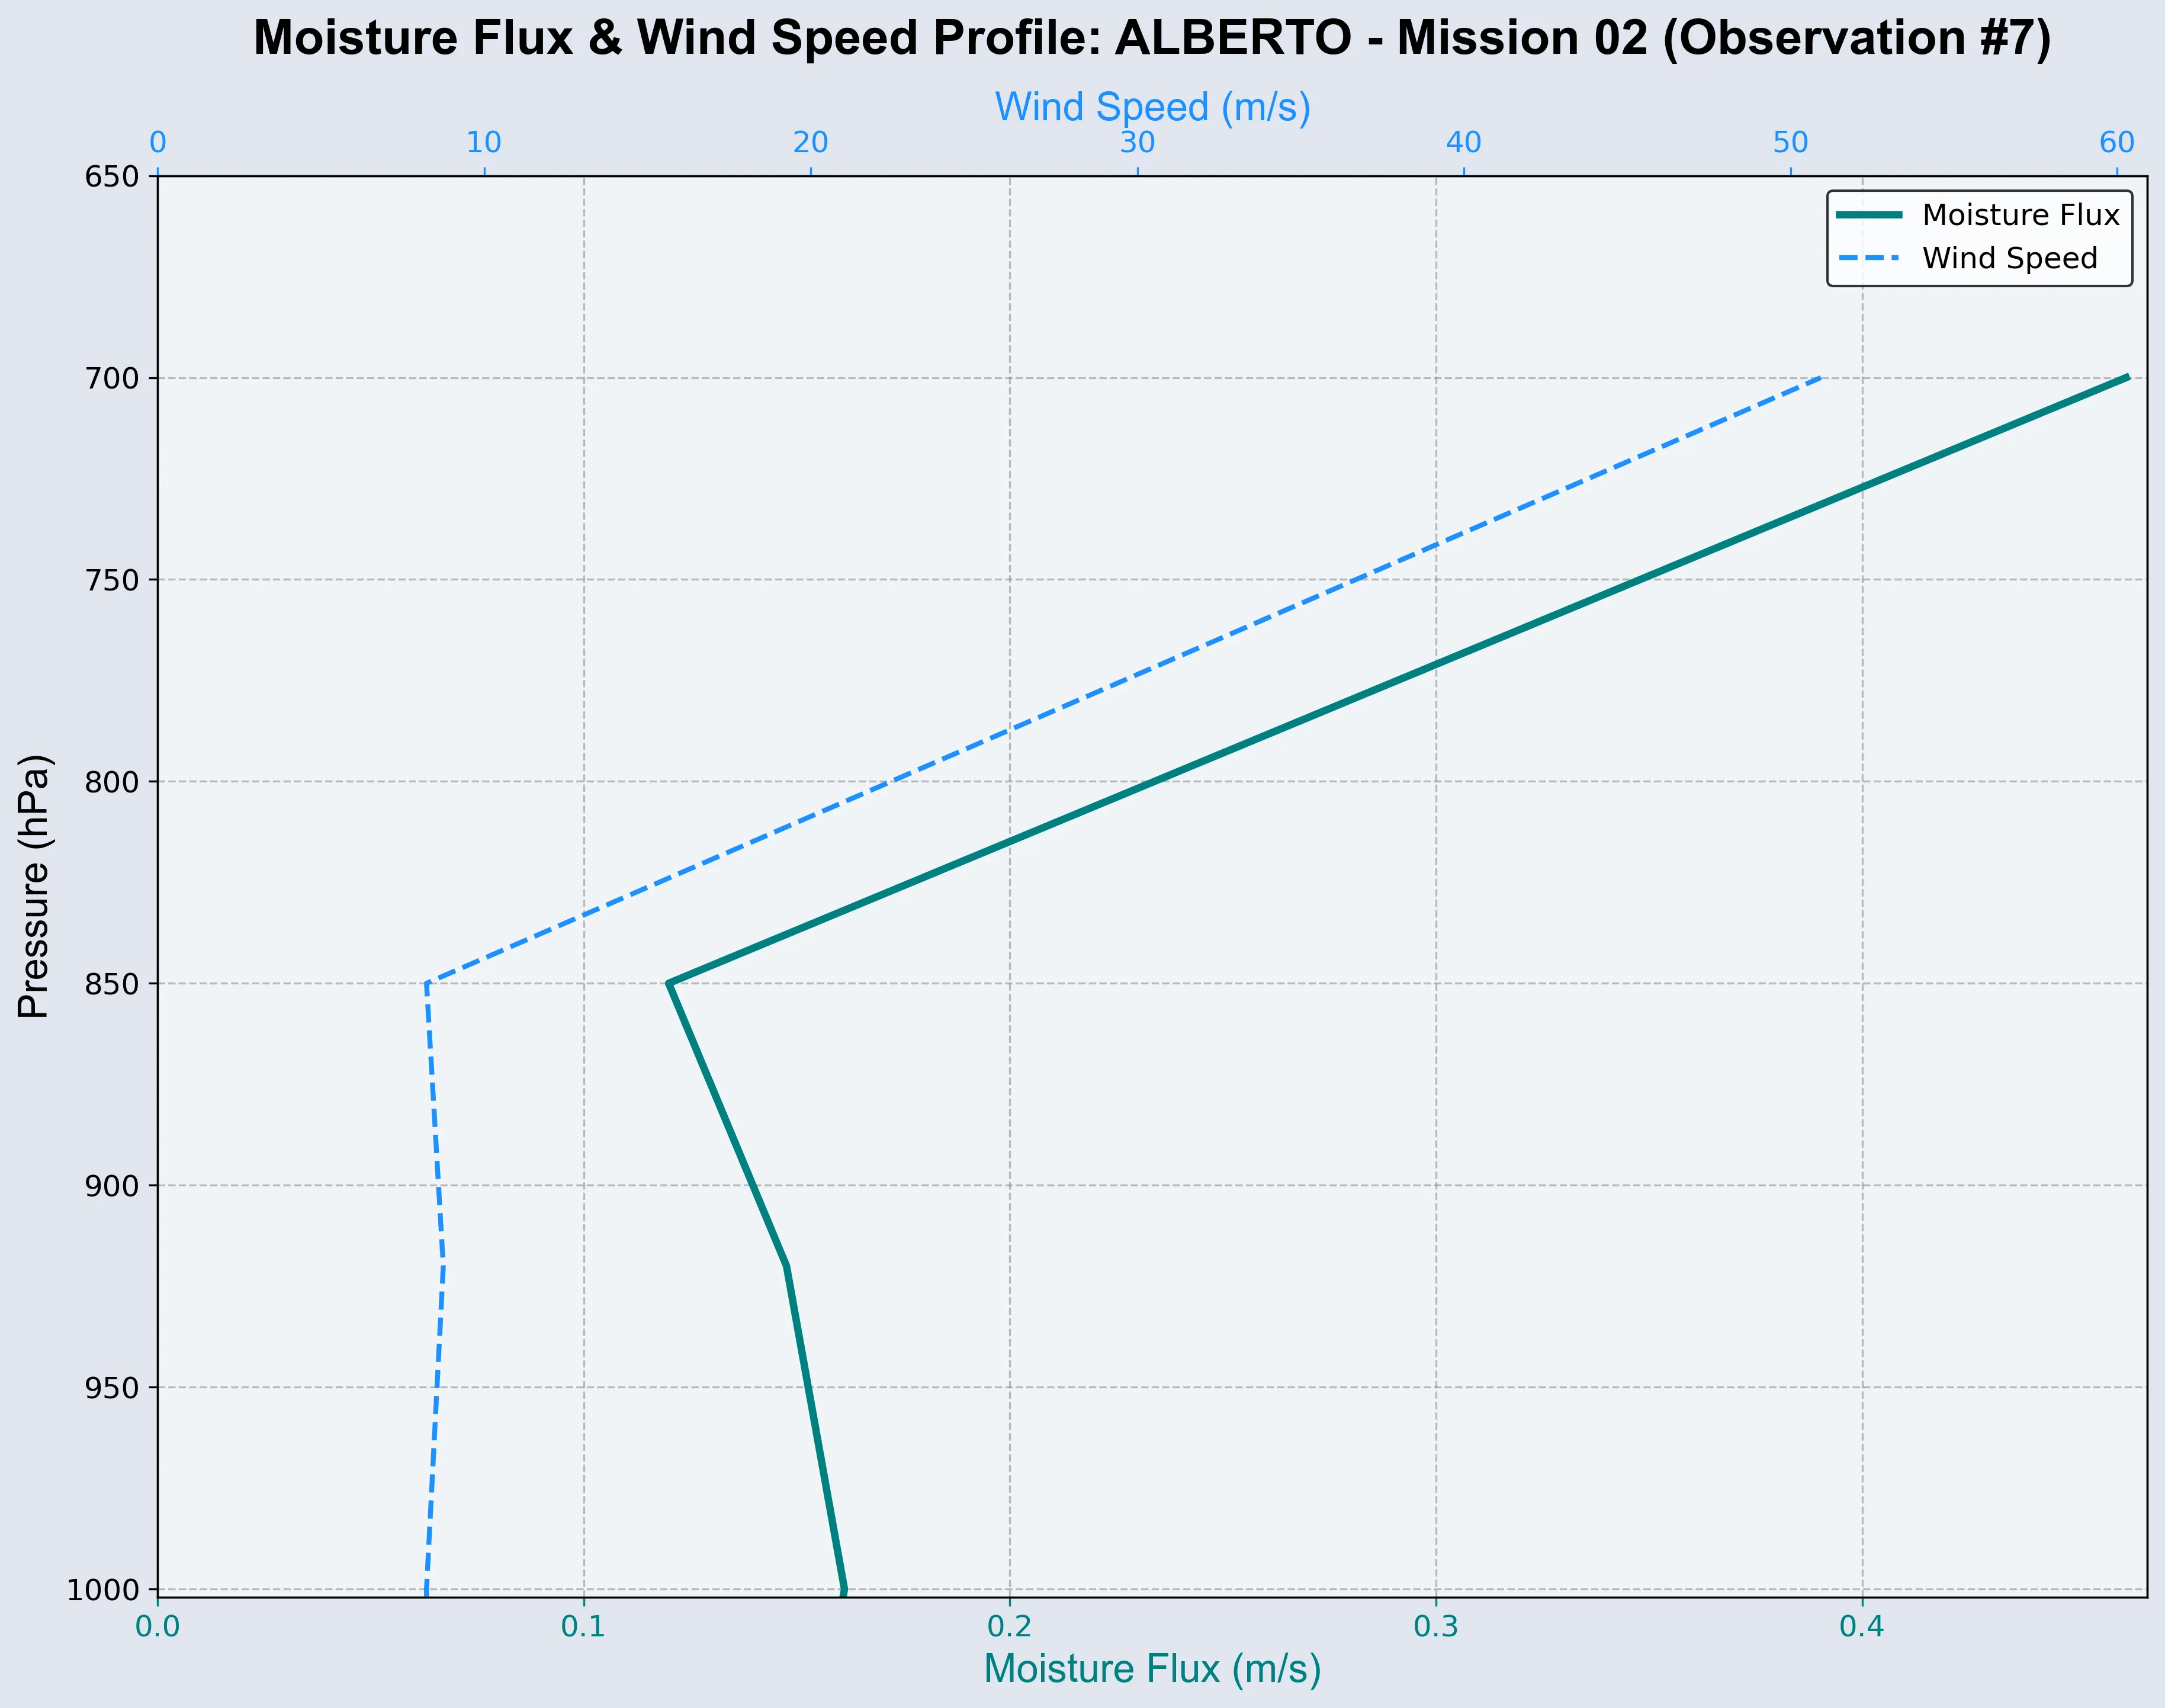 Moisture Flux & Wind Speed Profile: ALBERTO - Mission 02 (Observation #7)
Wind Speed (m/s)
0 10 20 30 40 50 60
Moisture Flux
Wind Speed
Pressure (hPa)
650
700
750
800
850
900
950
1000
0.0 0.1 0.2 0.3 0.4
Moisture Flux (m/s)